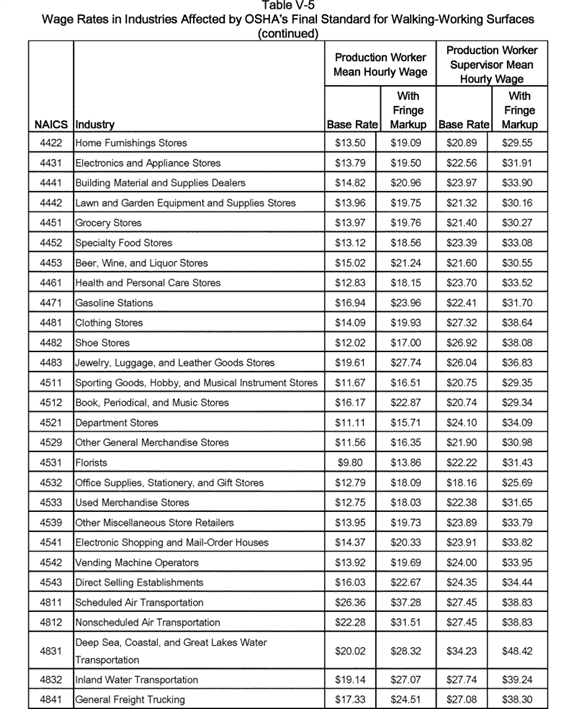 Table V-5
Wage Rates in Industries Affected by OSHA's Final Standard for Walking-Working Surfaces
(continued)
Production Worker Mean Hourly Wage Production Worker Supervisor Mean Hourly Wage
NAICS Industry Base Rate With Fringe Markup Base Rate With Fringe Markup
4422 Home Furnishings Stores $13.50 $19.09 $20.89 $29.55
4431 Electronics and Appliance Stores $13.79 $19.50 $22.56 $31.91
4441 Building Material and Supplies Dealers $14.82 $20.96 $23.97 $33.90
4442 Lawn and Garden Equipment and Supplies Stores $13.96 $19.75 $21.32 $30.16
4451 Grocery Stores $13.97 $19.76 $21.40 $30.27
4452 Specialty Food Stores $13.12 $18.56 $23.39 $33.08
4453 Beer, Wine, and Liquor Stores $15.02 $21.24 $21.60 $30.55
4461 Health and Personal Care Stores $12.83 $18.15 $23.70 $33.52
4471 Gasoline Stations $16.94 $23.96 $22.41 $31.70
4481 Clothing Stores $14.09 $19.93 $27.32 $38.64
4482 Shoe Stores $12.02 $17.00 $26.92 $38.08
4483 Jewelry, Luggage, and Leather Goods Stores $19.61 $27.74 $26.04 $36.83
4511 Sporting Goods, Hobby, and Musical Instrument Stores $11.67 $16.51 $20.75 $29.35
4512 Book, Periodical, and Music Stores $16.17 $22.87 $20.74 $29.34
4521 Department Stores $11.11 $15.71 $24.10 $34.09
4529 Other General Merchandise Stores $11.56 $16.35 $21.90 $30.98
4531 Florists $9.80 $13.86 $22.22 $31.43
4532 Office Supplies, Stationery, and Gift Stores $12.79 $18.09 $18.16 $25.69
4533 Used Merchandise Stores $12.75 $18.03 $22.38 $31.65
4539 Other Miscellaneous Store Retailers $13.95 $19.73 $23.89 $33.79
4541 Electronic Shopping and Mail-Order Houses $14.37 $20.33 $23.91 $33.82
4542 Vending Machine Operators $13.92 $19.69 $24.00 $33.95
4543 Direct Selling Establishments $16.03 $22.67 $24.35 $34.44
4811 Scheduled Air Transportation $26.36 $37.28 $27.45 $38.83
4812 Nonscheduled Air Transportation $22.28 $31.51 $27.45 $38.83
4831 Deep Sea, Coastal, and Great Lakes Water Transportation $20.02 $28.32 $34.23 $48.42
4832 Inland Water Transportation $19.14 $27.07 $27.74 $39.24
4841 General Freight Trucking $17.33 $24.51 $27.08 $38.30